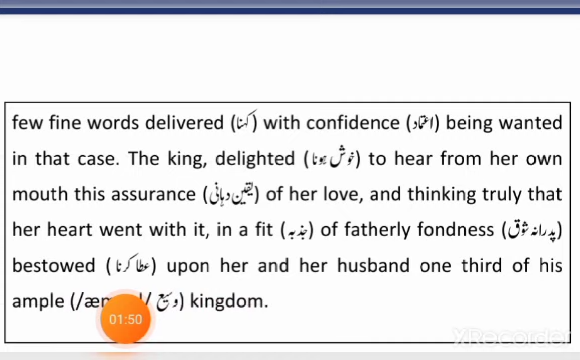 few fine words delivered (کہنا) with confidence (اعتماد) being wanted
in that case. The king, delighted (خوش ہونا) to hear from her own
mouth this assurance (یقین دہانی) of her love, and thinking truly that
her heart went with it, in a fit (جذبہ) of fatherly fondness (پدرانہ شوق)
bestowed (عطا کرنا) upon her and her husband one third of his
ample ( وسیع) kingdom.
01:50
XRecorder